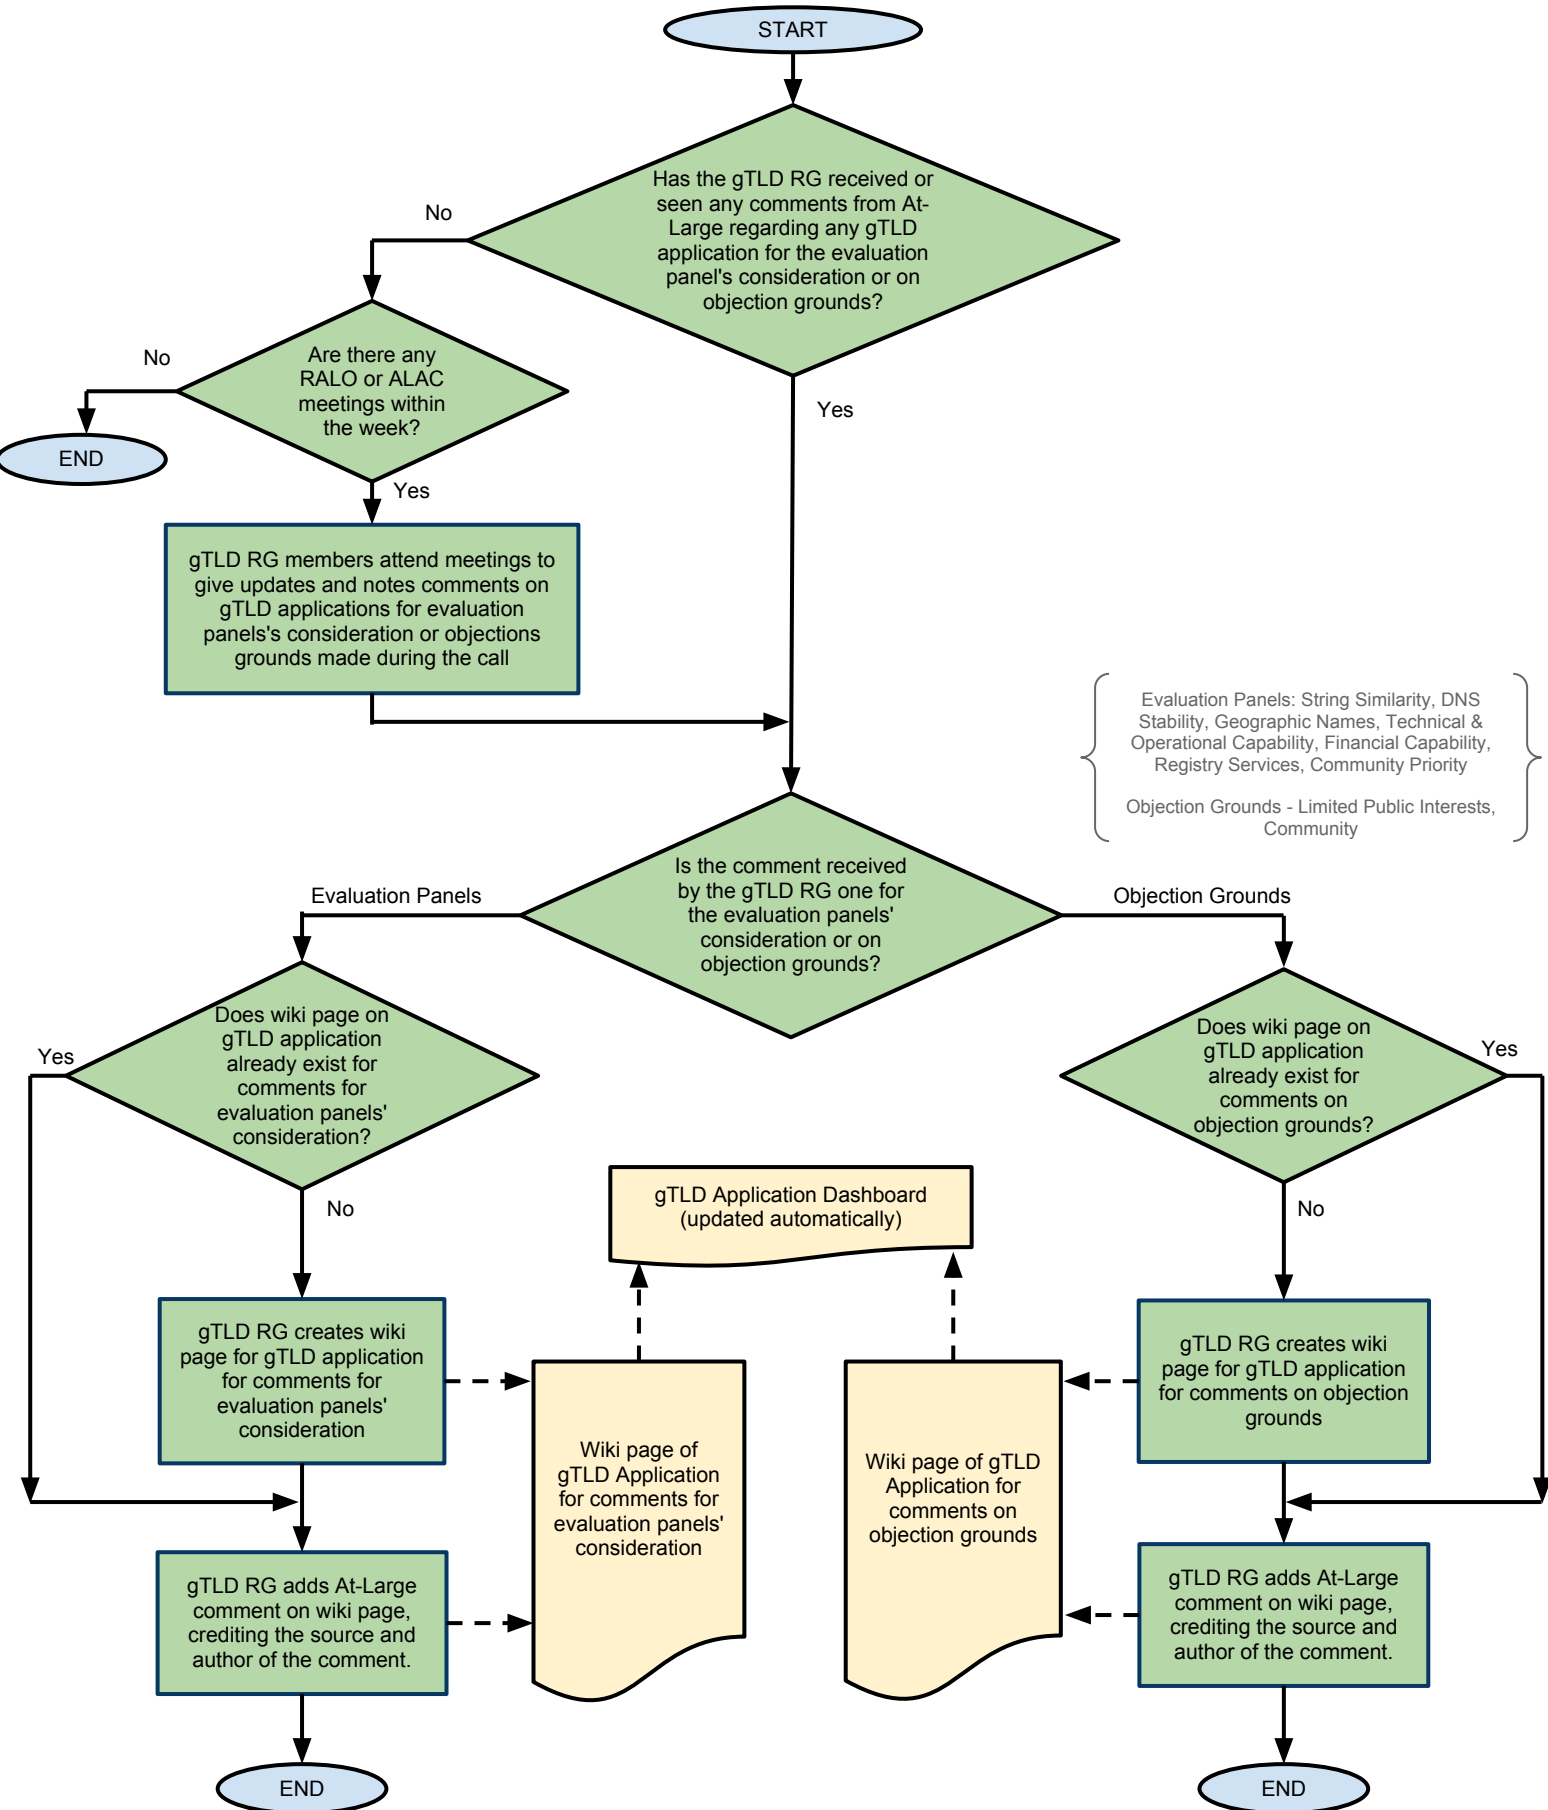 START
Has the gTLD RG received or
seen any comments from At-
Large regarding any gTLD
application for the evaluation
panel's consideration or on
objection grounds?
No
Are there any
RALO or ALAC
meetings within
the week?
No
END
Yes
Yes
gTLD RG members attend meetings to
give updates and notes comments on
gTLD applications for evaluation
panels's consideration or objections
grounds made during the call
Evaluation Panels: String Similarity, DNS
Stability, Geographic Names, Technical &
Operational Capability, Financial Capability,
Registry Services, Community Priority
Objection Grounds - Limited Public Interests,
Community
Is the comment received
by the gTLD RG one for
the evaluation panels'
consideration or on
objection grounds?
Evaluation Panels
Objection Grounds
Does wiki page on
gTLD application
already exist for
comments for
evaluation panels'
consideration?
Yes
No
Does wiki page on
gTLD application
already exist for
comments on
objection grounds?
Yes
No
gTLD Application Dashboard
(updated automatically)
gTLD RG creates wiki
page for gTLD application
for comments for
evaluation panels'
consideration
Wiki page of
gTLD Application
for comments for
evaluation panels'
consideration
Wiki page of gTLD
Application for
comments on
objection grounds
gTLD RG creates wiki
page for gTLD application
for comments on objection
grounds
gTLD RG adds At-Large
comment on wiki page,
crediting the source and
author of the comment.
gTLD RG adds At-Large
comment on wiki page,
crediting the source and
author of the comment.
END
END